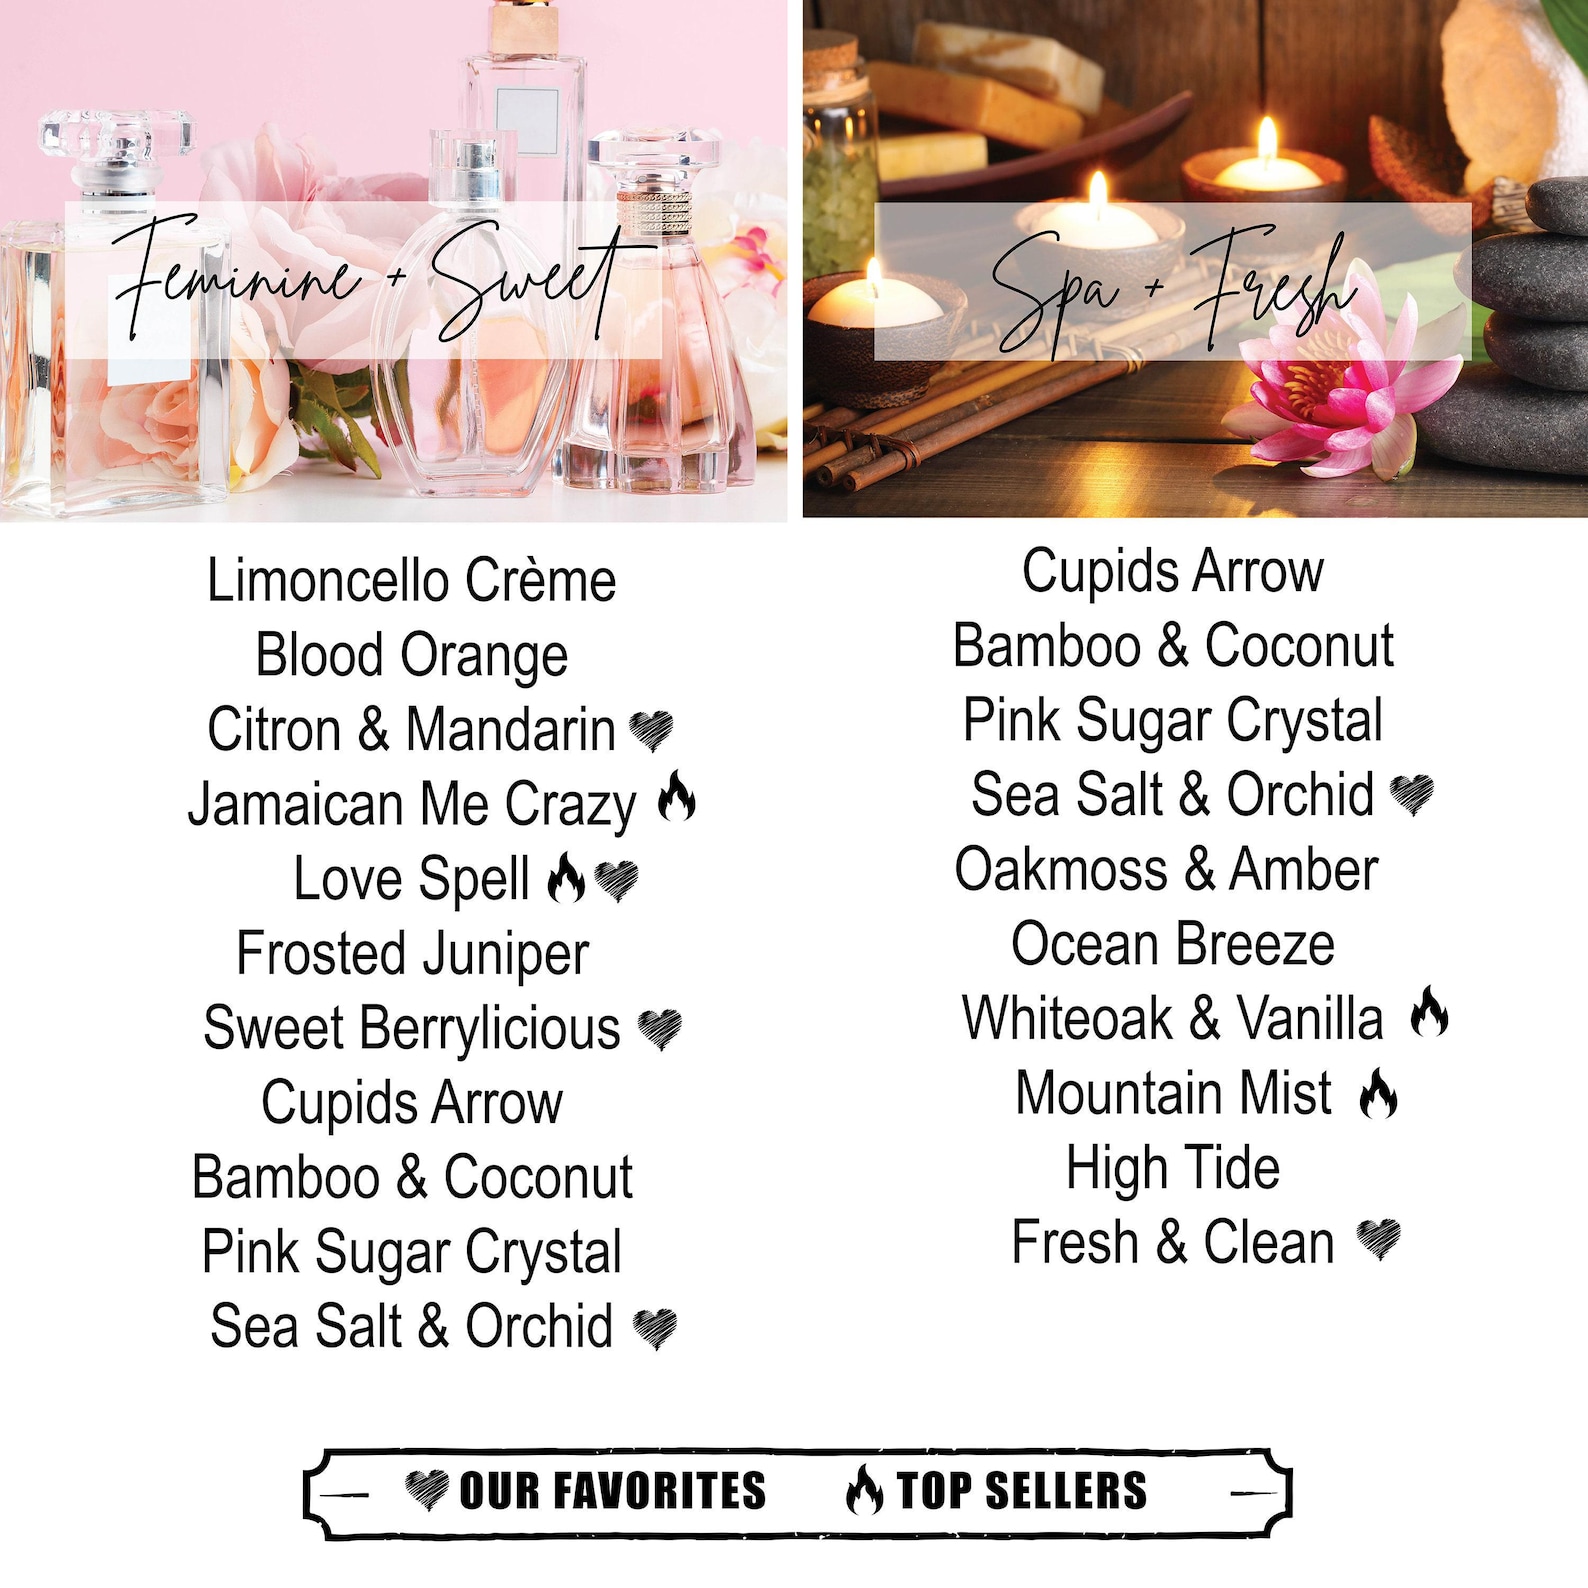 Feminine + Sweet
Limoncello Crème
Blood Orange
Citron & Mandarin
Jamaican Me Crazy
Love Spell
Frosted Juniper
Sweet Berrylicious
Cupids Arrow
Bamboo & Coconut
Pink Sugar Crystal
Sea Salt & Orchid
Spa + Fresh
Cupids Arrow
Bamboo & Coconut
Pink Sugar Crystal
Sea Salt & Orchid
Oakmoss & Amber
Ocean Breeze
Whiteoak & Vanilla
Mountain Mist
High Tide
Fresh & Clean
OUR FAVORITES
TOP SELLERS